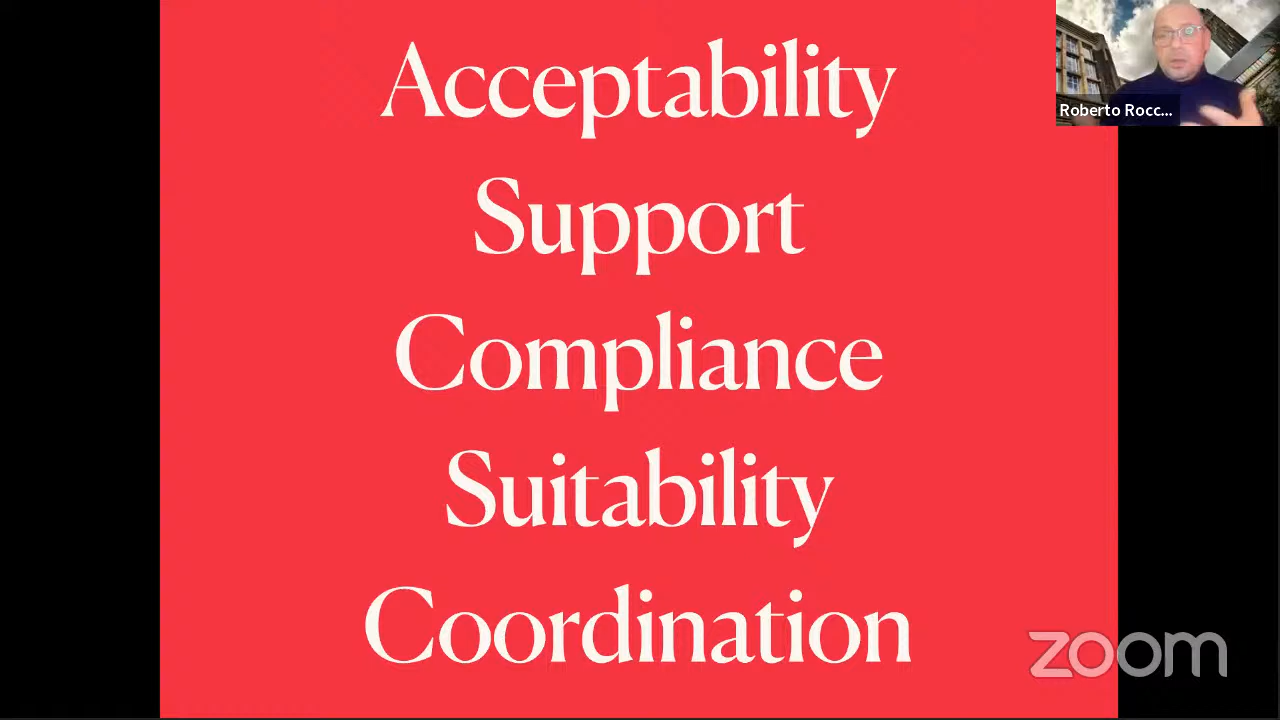 Acceptability
Roberto Rocc...
Support
Compliance
Suitability
Coordination
zoom